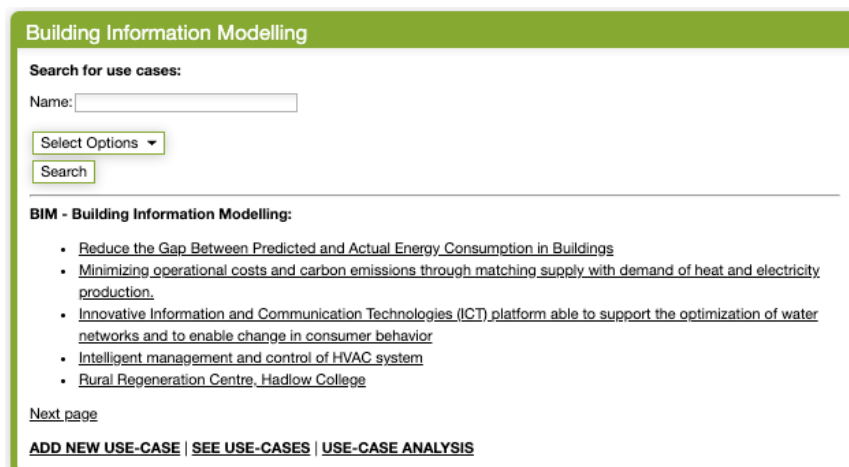 Building Information Modelling
Search for use cases:
Name:
Select Options
Search
BIM - Building Information Modelling:
• Reduce the Gap Between Predicted and Actual Energy Consumption in Buildings
• Minimizing operational costs and carbon emissions through matching supply with demand of heat and electricity
production.
• Innovative Information and Communication Technologies (ICT) platform able to support the optimization of water
networks and to enable change in consumer behavior
• Intelligent management and control of HVAC system
• Rural Regeneration Centre, Hadlow College
Next page
ADD NEW USE-CASE | SEE USE-CASES | USE-CASE ANALYSIS